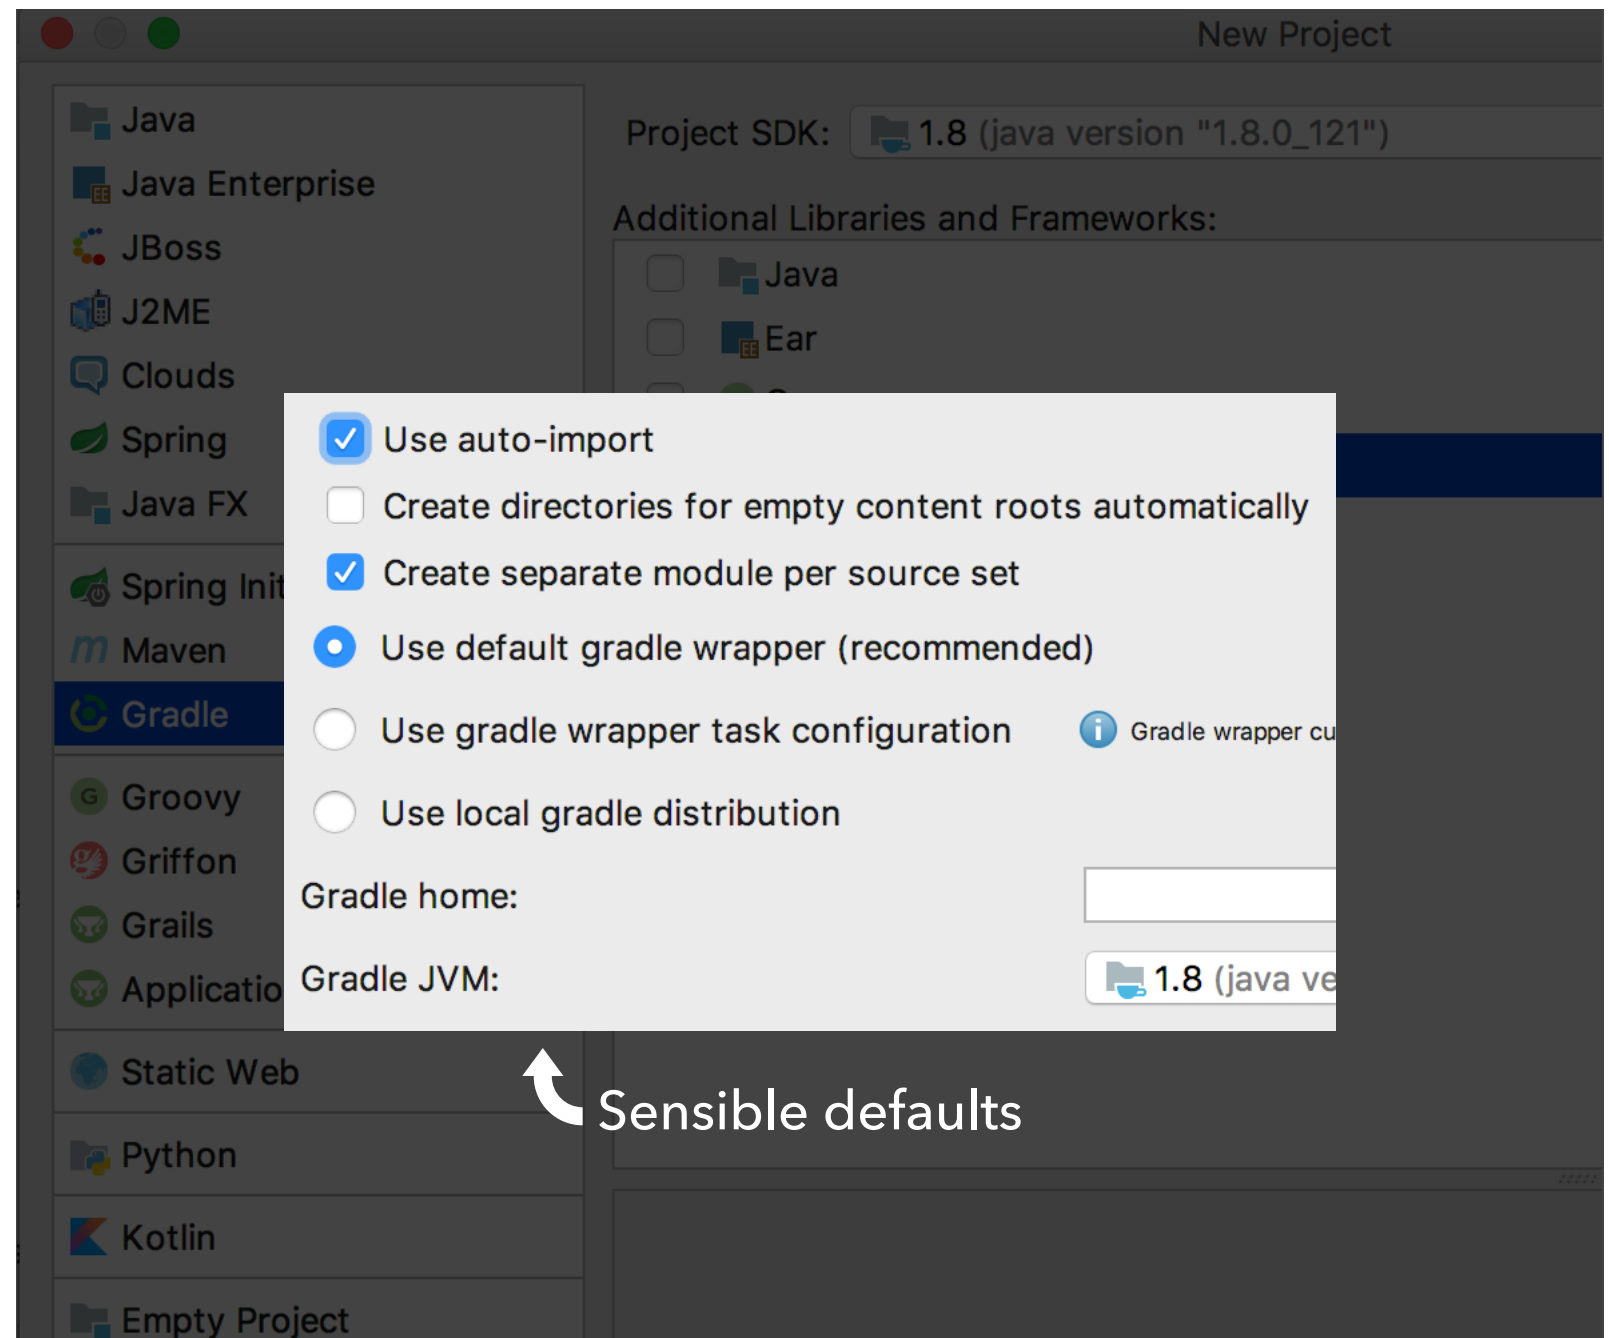 New Project
Java
Java Enterprise
JBoss
J2ME
Clouds
Spring
Java FX
Spring Init
Maven
Gradle
Groovy
Griffon
Grails
Applicatio
Static Web
Python
Kotlin
Empty Project
Project SDK: 1.8 (java version "1.8.0_121")
Additional Libraries and Frameworks:
Java
Ear
Use auto-import
Create directories for empty content roots automatically
Create separate module per source set
Use default gradle wrapper (recommended)
Use gradle wrapper task configuration
Gradle wrapper cu
Use local gradle distribution
Gradle home:
Gradle JVM: 1.8 (java ve
Sensible defaults